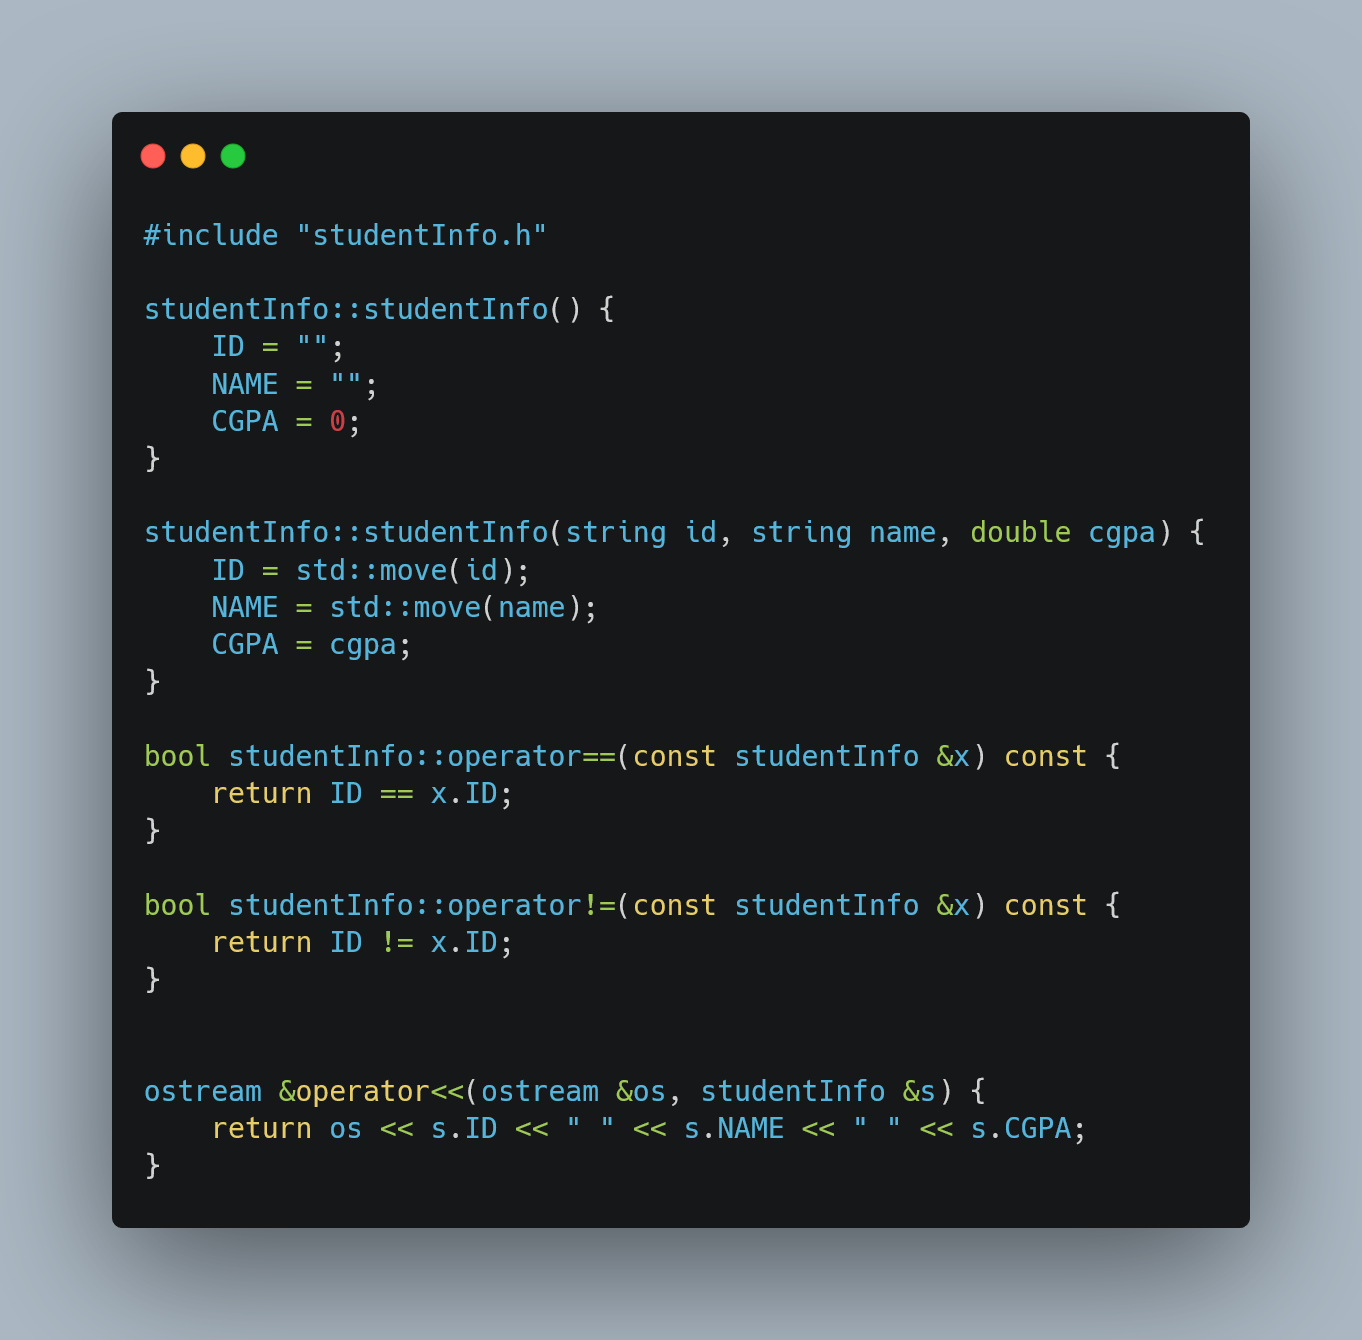 #include "studentInfo.h"

studentInfo::studentInfo() {
    ID = "";
    NAME = "";
    CGPA = 0;
}

studentInfo::studentInfo(string id, string name, double cgpa) {
    ID = std::move(id);
    NAME = std::move(name);
    CGPA = cgpa;
}

bool studentInfo::operator==(const studentInfo &x) const {
    return ID == x.ID;
}

bool studentInfo::operator!=(const studentInfo &x) const {
    return ID != x.ID;
}


ostream &operator<<(ostream &os, studentInfo &s) {
    return os << s.ID << " " << s.NAME << " " << s.CGPA;
}